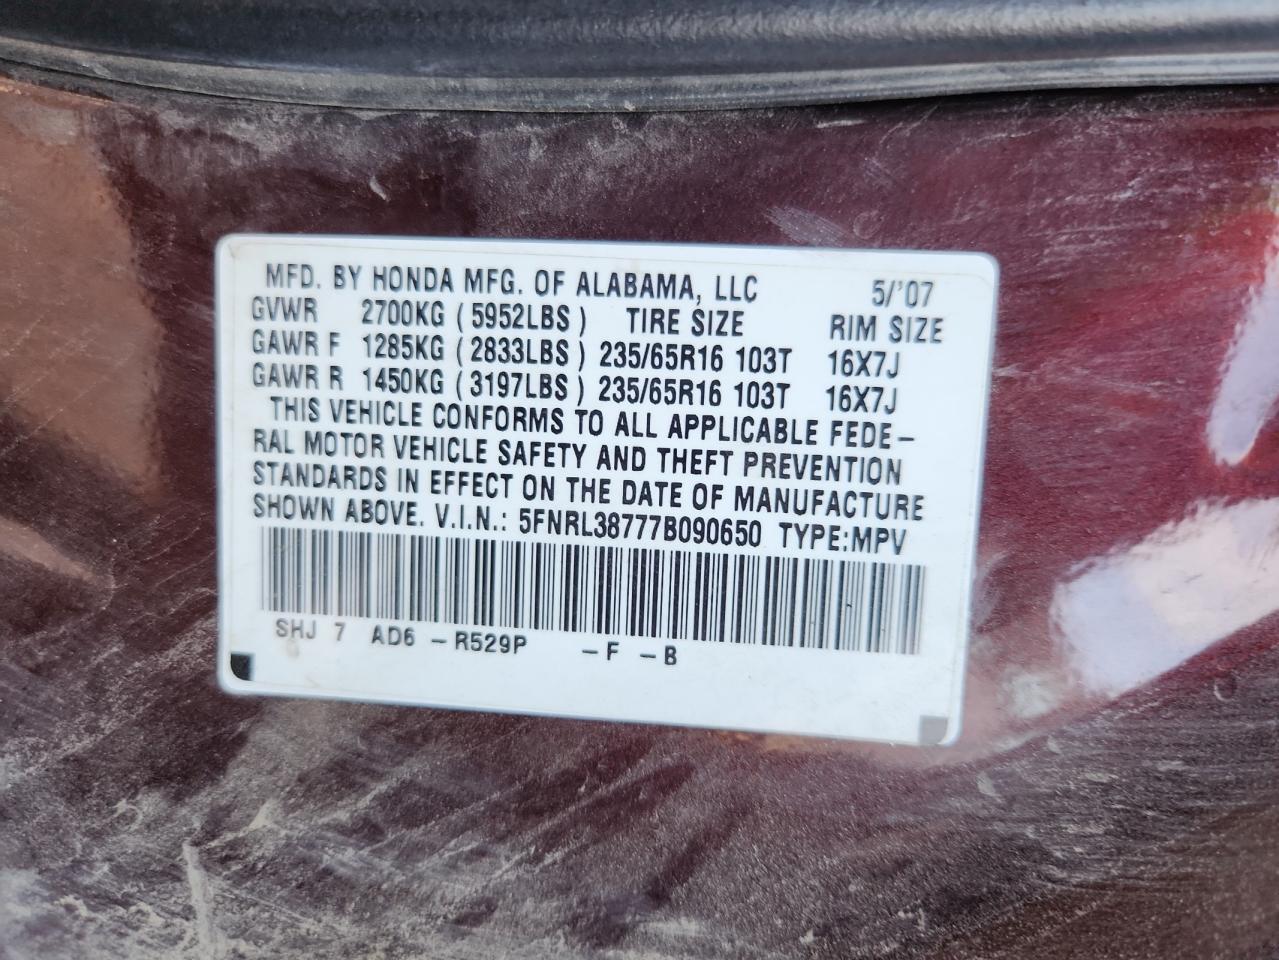 MFD. BY HONDA MFG. OF ALABAMA, LLC 5/'07
GVWR 2700KG (5952LBS) TIRE SIZE RIM SIZE
GAWR F 1285KG (2833LBS) 235/65R16 103T 16X7J
GAWR R 1450KG (3197LBS) 235/65R16 103T 16X7J
THIS VEHICLE CONFORMS TO ALL APPLICABLE FEDE-
RAL MOTOR VEHICLE SAFETY AND THEFT PREVENTION
STANDARDS IN EFFECT ON THE DATE OF MANUFACTURE
SHOWN ABOVE. V.I.N.: 5FNRL38777B090650 TYPE:MPV
SHJ 7 AD6 -R529P -F -B